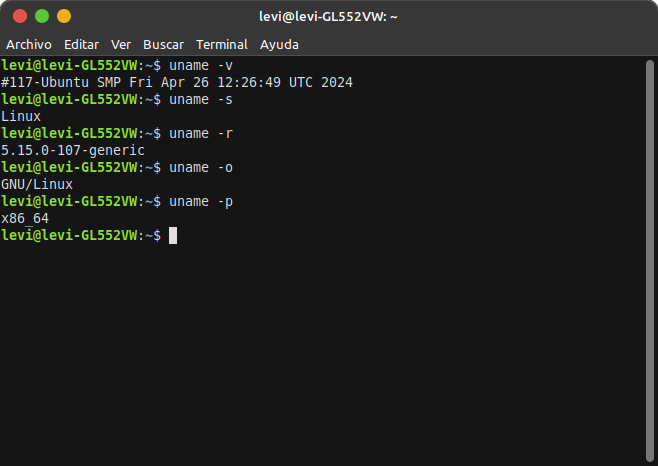 levi@levi-GL552VW: ~
Archivo Editar Ver Buscar Terminal Ayuda
levi@levi-GL552VW:~$ uname -v
#117-Ubuntu SMP Fri Apr 26 12:26:49 UTC 2024
levi@levi-GL552VW:~$ uname -s
Linux
levi@levi-GL552VW:~$ uname -r
5.15.0-107-generic
levi@levi-GL552VW:~$ uname -o
GNU/Linux
levi@levi-GL552VW:~$ uname -p
x86_64
levi@levi-GL552VW:~$